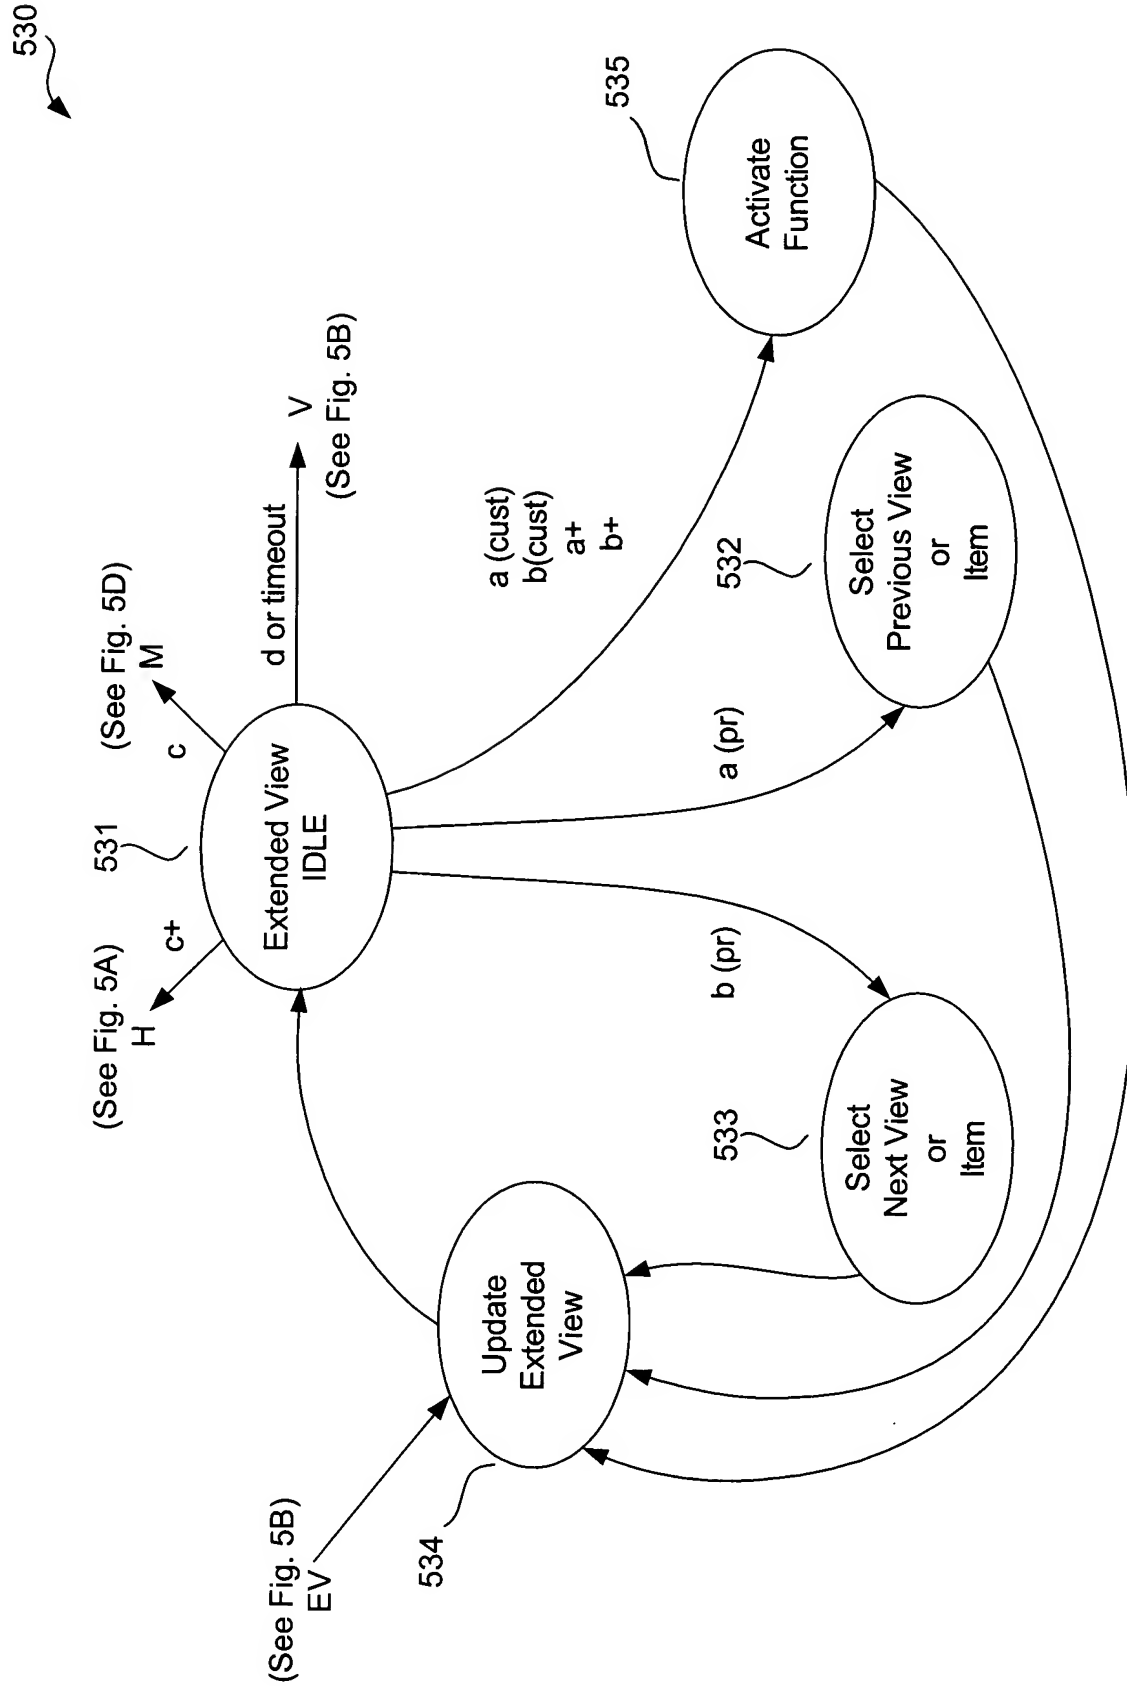 530
(See Fig. 5A)
H
c+
531
(See Fig. 5D)
M
c
Extended View
IDLE
d or timeout
V
(See Fig. 5B)
(See Fig. 5B)
EV
534
Update
Extended
View
b (pr)
a (pr)
a (cust)
b(cust)
a+
b+
533
Select
Next View
or
Item
532
Select
Previous View
or
Item
535
Activate
Function